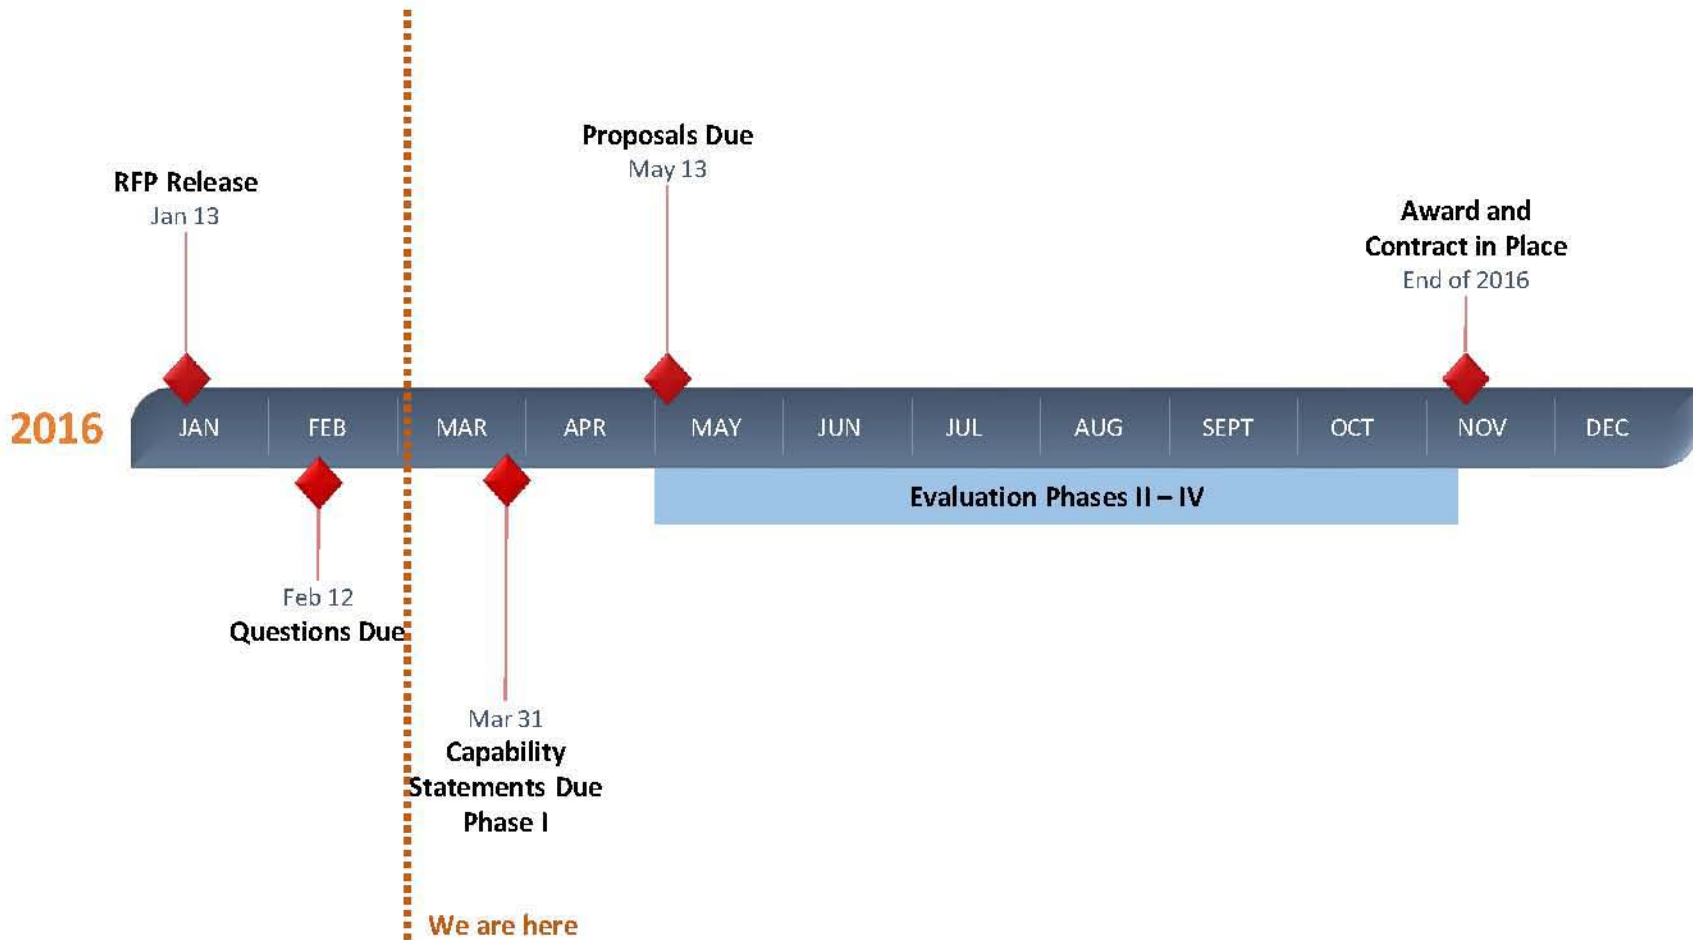 RFP Release
Jan 13
Proposals Due
May 13
Award and
Contract in Place
End of 2016
2016
JAN FEB MAR APR MAY JUN JUL AUG SEPT OCT NOV DEC
Evaluation Phases II – IV
Feb 12
Questions Due
Mar 31
Capability
Statements Due
Phase I
We are here